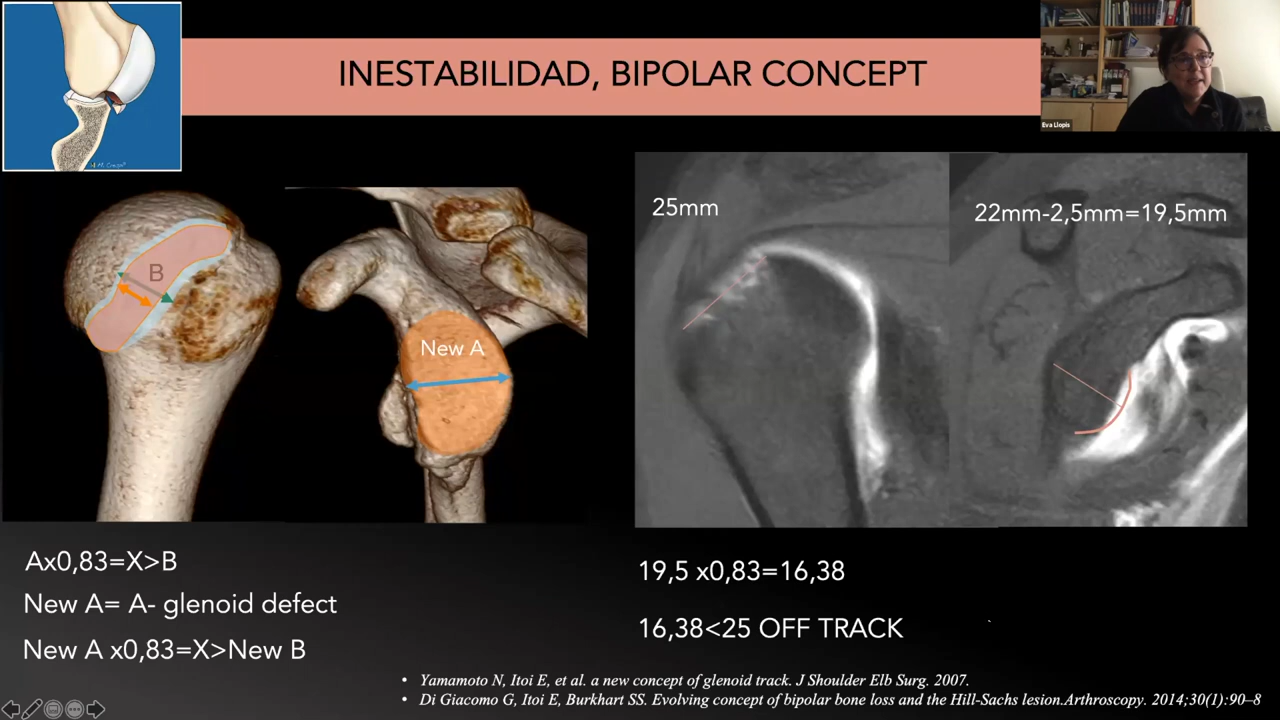 INESTABILIDAD, BIPOLAR CONCEPT
Eva Llopis
25mm
22mm-2,5mm=19,5mm
B
New A
Ax0,83=X>B
New A= A- glenoid defect
New A x0,83=X>New B
19,5 x0,83=16,38
16,38<25 OFF TRACK
• Yamamoto N, Itoi E, et al. a new concept of glenoid track. J Shoulder Elb Surg. 2007.
• Di Giacomo G, Itoi E, Burkhart SS. Evolving concept of bipolar bone loss and the Hill-Sachs lesion.Arthroscopy. 2014;30(1):90–8